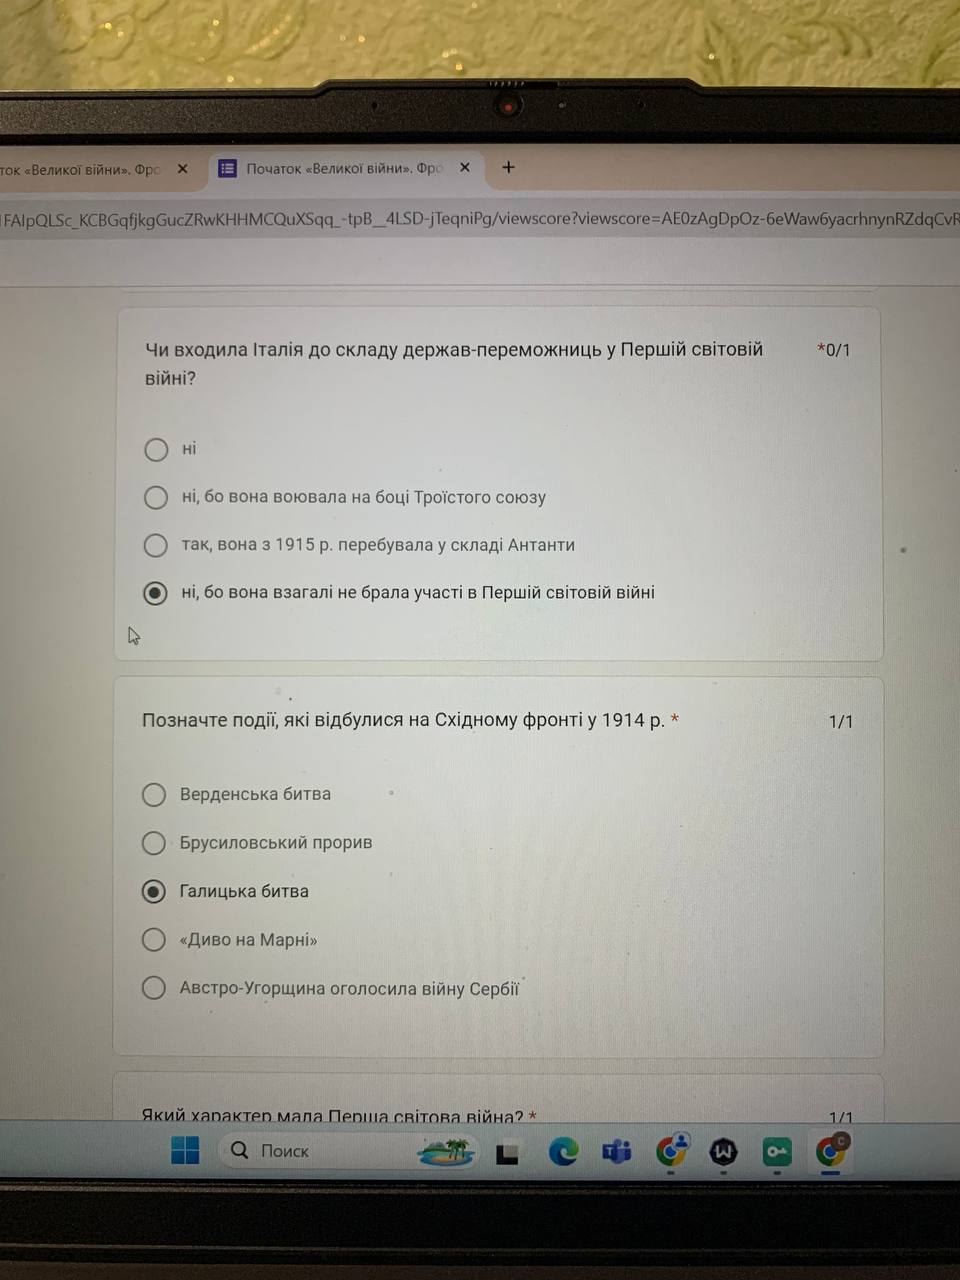 ток «Великої війни». Фро
Початок «Великої війни». Фро
FAIpQLSc_KCBGqfjkgGucZRwKHHMCQuXSqq_-tpB__4LSD-jTeqniPg/viewscore?viewscore=AE0zAgDpOz-6eWaw6yacrhnynRZdqCvR
Чи входила Італія до складу держав-переможниць у Першій світовій *0/1
війні?
ні
ні, бо вона воювала на боці Троїстого союзу
так, вона з 1915 р. перебувала у складі Антанти
ні, бо вона взагалі не брала участі в Першій світовій війні
Позначте події, які відбулися на Східному фронті у 1914 р. * 1/1
Верденська битва
Брусиловський прорив
Галицька битва
«Диво на Марні»
Австро-Угорщина оголосила війну Сербії
Який характер мала Перша світова війна? * 1/1
Поиск